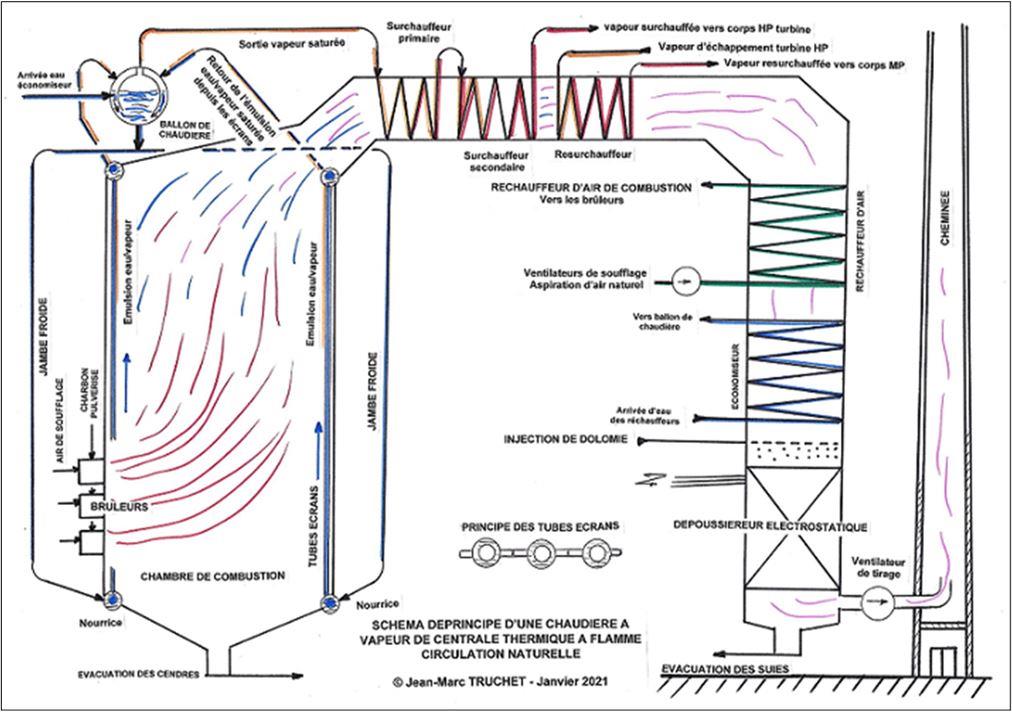 Surchauffeur
primaire
vapeur surchauffée vers corps HP turbine
Sortie vapeur saturée
Vapeur d'échappement turbine HP
Vapeur resurchauffée vers corps MP
Arrivée eau
économiseur
Retour de l'émulsion
eau/vapeur saturée
depuis les écrans
BALLON DE
CHAUDIERE
Surchauffeur
secondaire
Resurchauffeur
RECHAUFFEUR D'AIR DE COMBUSTION
Vers les brûleurs
RECHAUFFEUR D'AIR
CHEMINEE
Emulsion eau/vapeur
Emulsion eau/vapeur
Ventilateurs de soufflage
Aspiration d'air naturel
Vers ballon de
chaudière
JAMBE FROIDE
JAMBE FROIDE
ECONOMISEUR
AIR DE SOUFFLAGE
CHARBON
PULVERISE
Arrivée d'eau
des réchauffeurs
INJECTION DE DOLOMIE
BRULEURS
TUBES ECRANS
PRINCIPE DES TUBES ECRANS
DEPOUSSIEREUR ELECTROSTATIQUE
CHAMBRE DE COMBUSTION
Ventilateur
de tirage
Nourrice
Nourrice
SCHEMA DEPRINCIPE D'UNE CHAUDIERE A
VAPEUR DE CENTRALE THERMIQUE A FLAMME
CIRCULATION NATURELLE
EVACUATION DES CENDRES
© Jean-Marc TRUCHET - Janvier 2021
EVACUATION DES SUIES